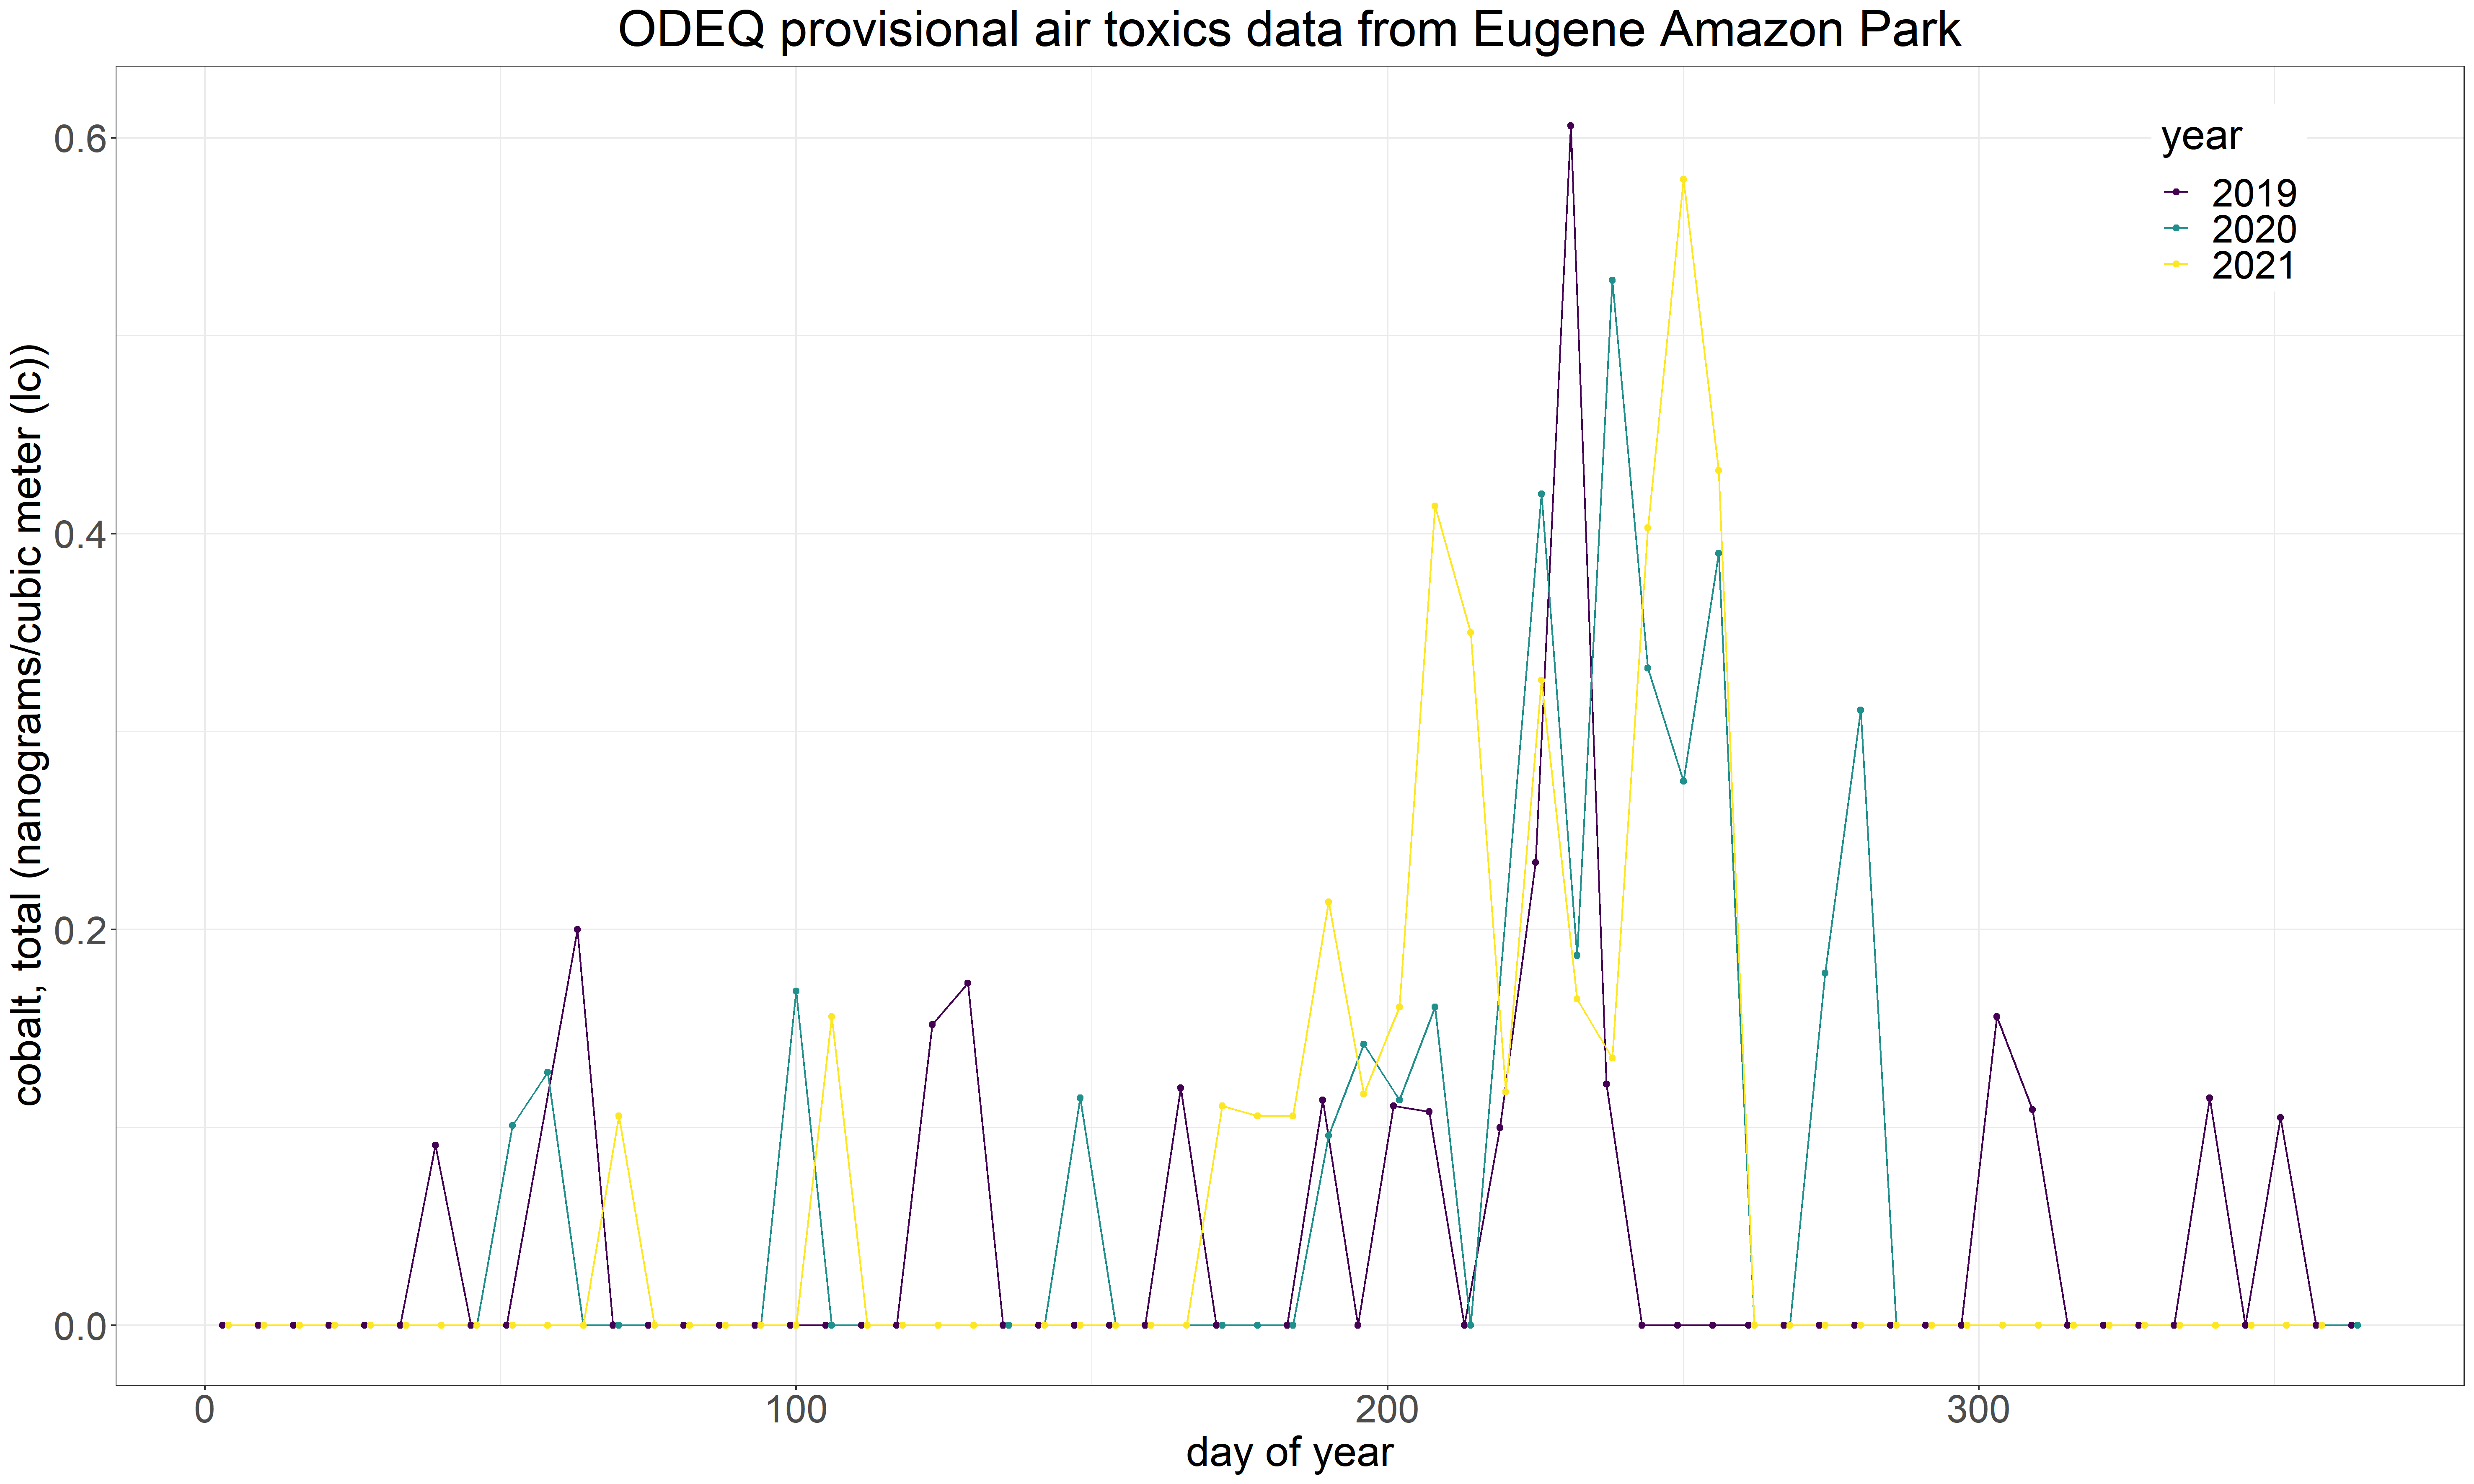 ODEQ provisional air toxics data from Eugene Amazon Park
cobalt, total (nanograms/cubic meter (lc))
0.6
0.4
0.2
0.0
year
2019
2020
2021
0
100
200
300
day of year